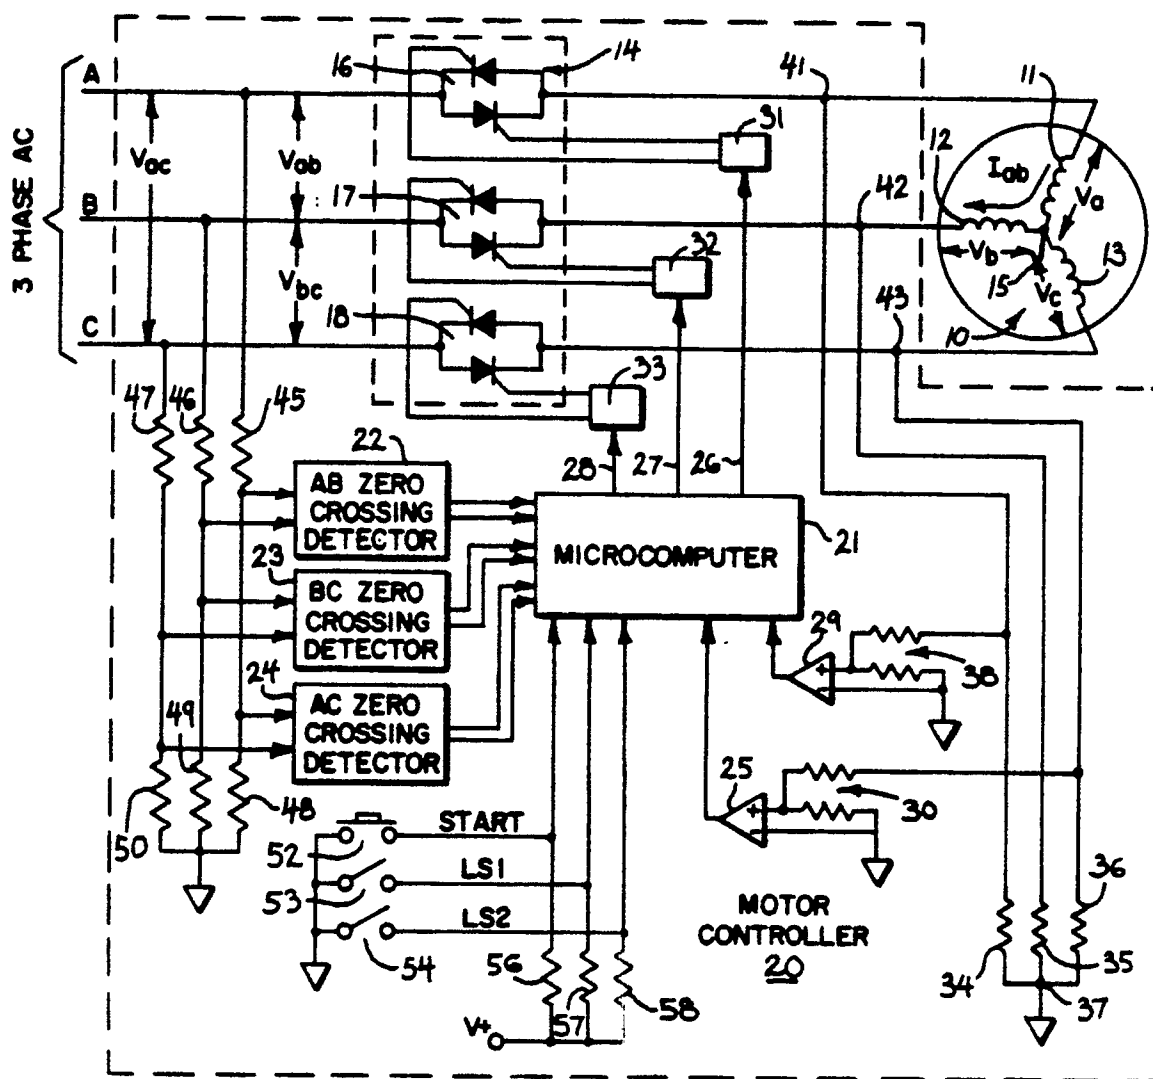 3 PHASE AC
A
B
C
Vac
Vab
Vbc
16
14
41
11
31
12
Iab
Va
17
42
32
Vb
13
15
Vc
43
18
10
33
47
46
45
22
28
27
26
AB ZERO
CROSSING
DETECTOR
MICROCOMPUTER
21
23
BC ZERO
CROSSING
DETECTOR
29
38
24
AC ZERO
CROSSING
DETECTOR
49
25
30
50
48
START
52
LS1
53
LS2
54
MOTOR
CONTROLLER
20
36
56
34
35
57
58
37
V+